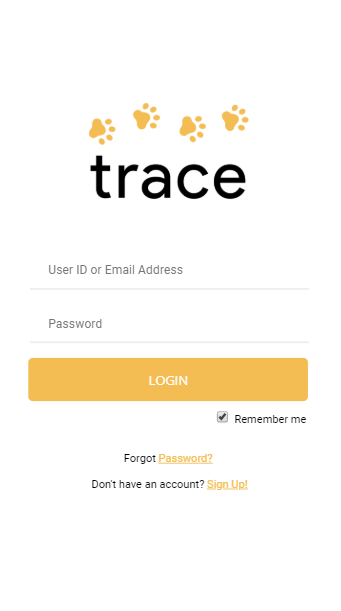 trace
User ID or Email Address
Password
LOGIN
Remember me
Forgot Password?
Don't have an account? Sign Up!